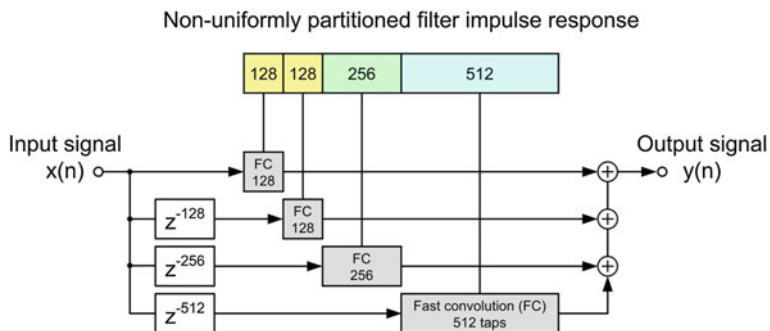 Non-uniformly partitioned filter impulse response
128 128 256 512
Input signal
x(n)
Output signal
y(n)
FC
128
z-128
FC
128
z-256
FC
256
z-512
Fast convolution (FC)
512 taps